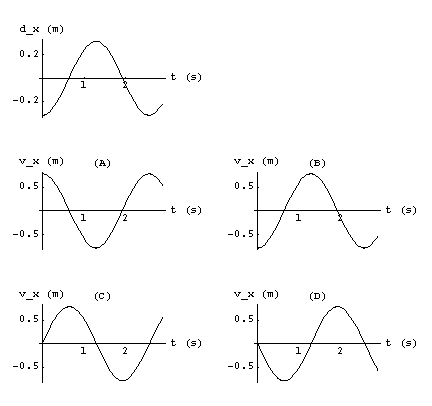 d_x (m)
0.2
1 2 t (s)
-0.2
v_x (m) (A)
0.5
1 2 t (s)
-0.5
v_x (m) (B)
0.5
1 2 t (s)
-0.5
v_x (m) (C)
0.5
1 2 t (s)
-0.5
v_x (m) (D)
0.5
1 2 t (s)
-0.5